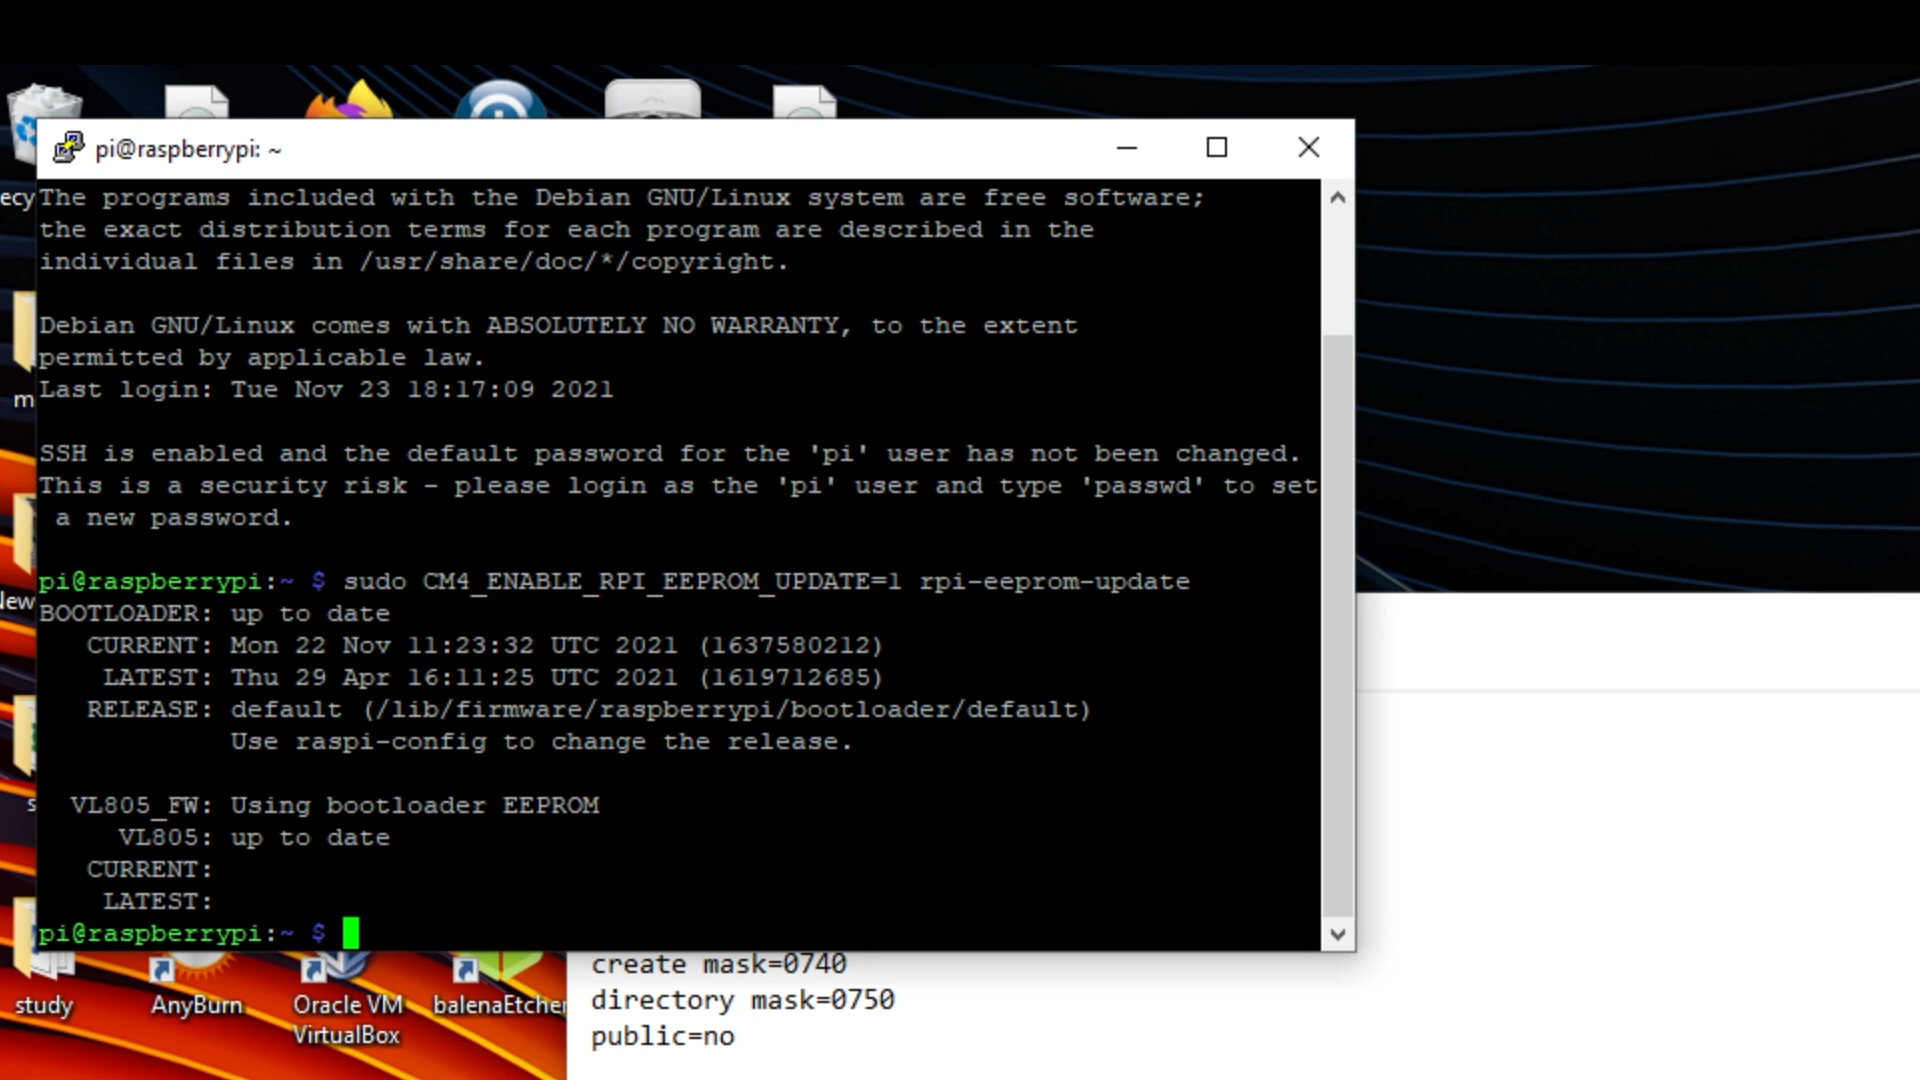 pi@raspberrypi: ~
The programs included with the Debian GNU/Linux system are free software;
the exact distribution terms for each program are described in the
individual files in /usr/share/doc/*/copyright.
Debian GNU/Linux comes with ABSOLUTELY NO WARRANTY, to the extent
permitted by applicable law.
Last login: Tue Nov 23 18:17:09 2021
SSH is enabled and the default password for the 'pi' user has not been changed.
This is a security risk - please login as the 'pi' user and type 'passwd' to set
a new password.
pi@raspberrypi:~ $ sudo CM4_ENABLE_RPI_EEPROM_UPDATE=1 rpi-eeprom-update
BOOTLOADER: up to date
CURRENT: Mon 22 Nov 11:23:32 UTC 2021 (1637580212)
LATEST: Thu 29 Apr 16:11:25 UTC 2021 (1619712685)
RELEASE: default (/lib/firmware/raspberrypi/bootloader/default)
Use raspi-config to change the release.
VL805_FW: Using bootloader EEPROM
VL805: up to date
CURRENT:
LATEST:
pi@raspberrypi:~ $
create mask=0740
directory mask=0750
public=no
study
AnyBurn
Oracle VM
VirtualBox
balenaEtcher